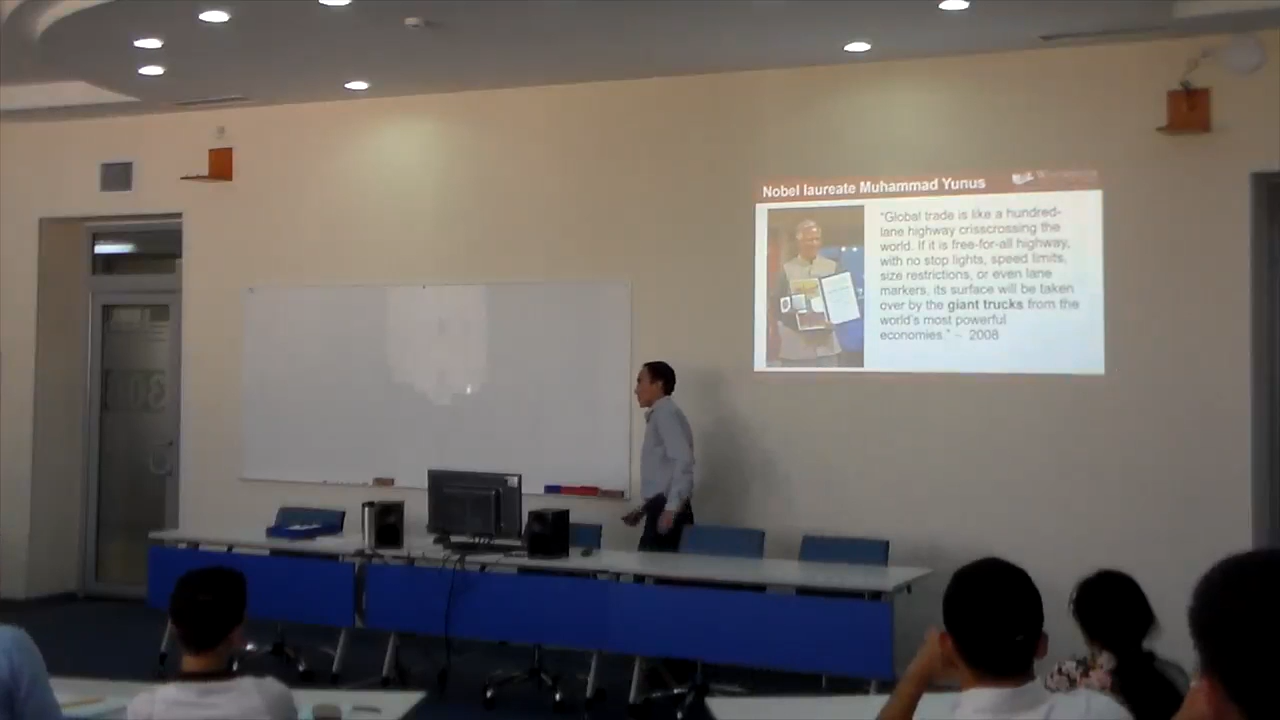 Nobel laureate Muhammad Yunus
"Global trade is like a hundred-
lane highway crisscrossing the
world. If it is free-for-all highway,
with no stop lights, speed limits,
size restrictions, or even lane
markers, its surface will be taken
over by the giant trucks from the
world's most powerful
economies." – 2008